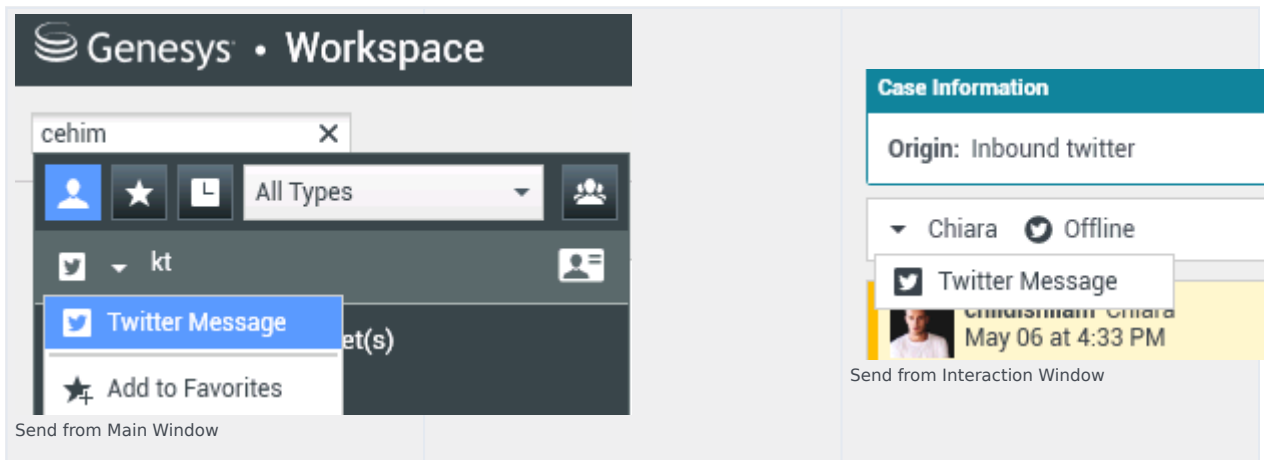 Genesys • Workspace
cehim
All Types
kt
Twitter Message
et(s)
Add to Favorites
Send from Main Window
Case Information
Origin: Inbound twitter
Chiara Offline
Twitter Message
Chiara
May 06 at 4:33 PM
Send from Interaction Window